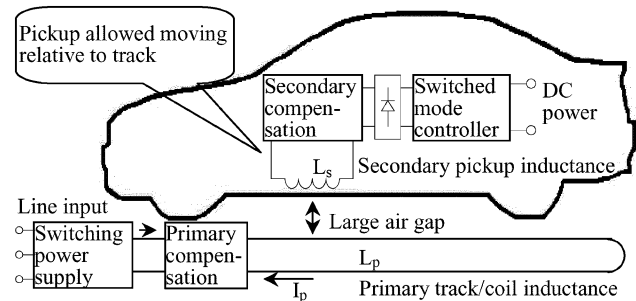 Pickup allowed moving
relative to track
Secondary
compen-
sation
Switched
mode
controller
DC
power
Ls
Secondary pickup inductance
Line input
Large air gap
Switching
power
supply
Primary
compen-
sation
Lp
Ip
Primary track/coil inductance